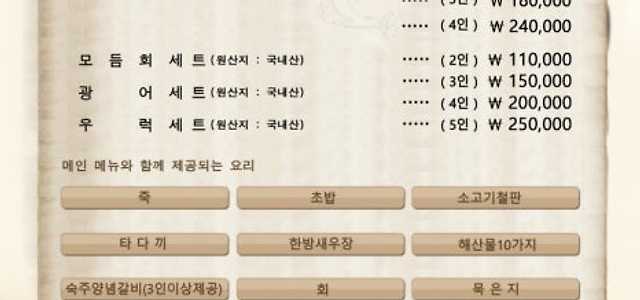 ₩ 180,000
····· ( 4인 ) ₩ 240,000
모 듬 회 세 트 (원산지 : 국내산) ····· ( 2인 ) ₩ 110,000
····· ( 3인 ) ₩ 150,000
광 어 세 트 (원산지 : 국내산)
····· ( 4인 ) ₩ 200,000
우 럭 세 트 (원산지 : 국내산) ····· ( 5인 ) ₩ 250,000
메인 메뉴와 함께 제공되는 요리
죽 초밥 소고기철판
타 다 끼 한방새우장 해산물10가지
숙주양념갈비(3인이상제공) 회 묵 은 지